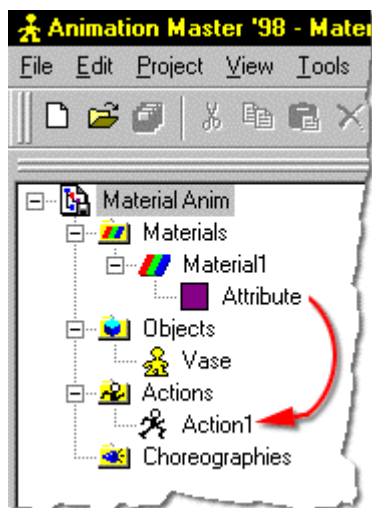 Animation Master '98 - Mater
File Edit Project View Tools
Material Anim
Materials
Material1
Attribute
Objects
Vase
Actions
Action1
Choreographies